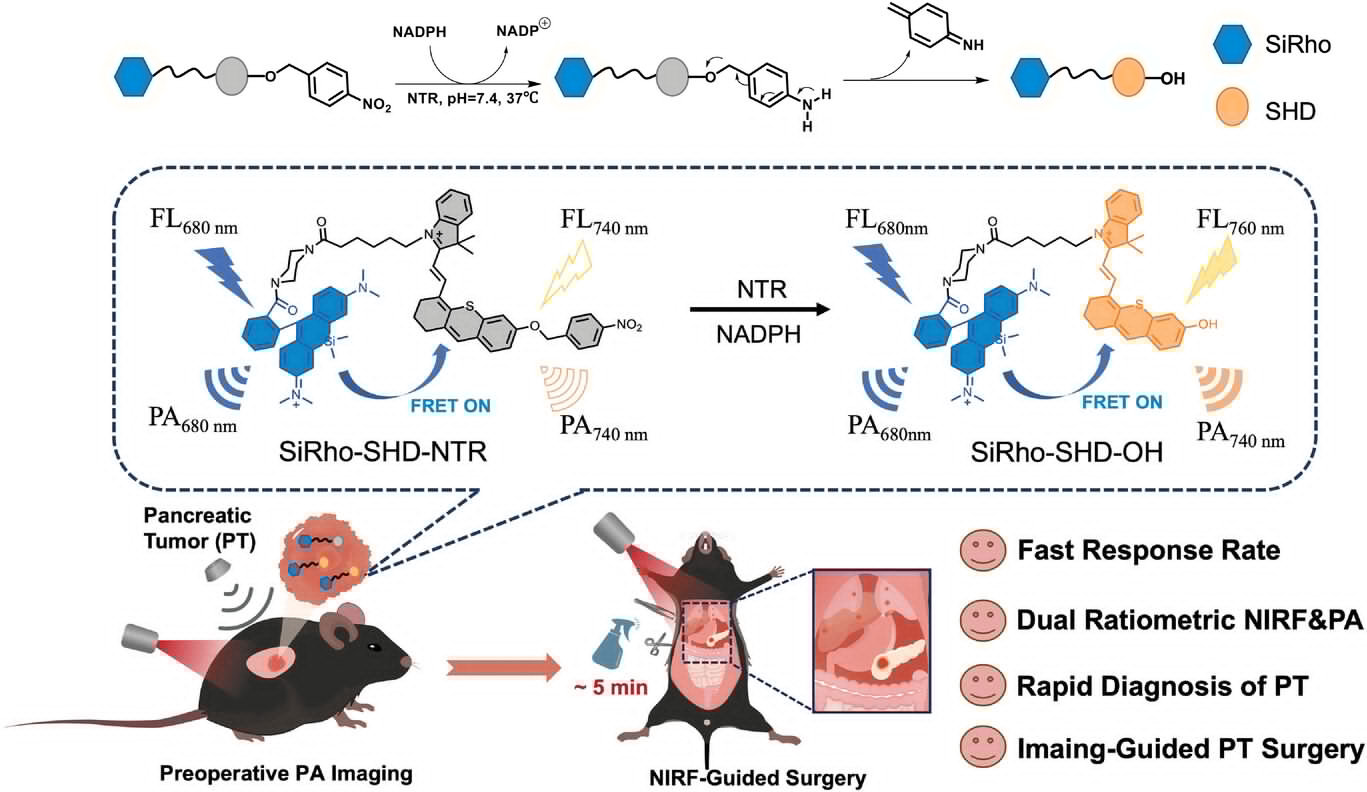 NADPH
NADP⊕
O
NO2
NTR, pH=7.4, 37°C
O
N
H
H
NH
OH
SiRho
SHD
FL680 nm
O
N
N
O
N
Si
N
+
N
+
S
O
NO2
FL740 nm
PA680 nm
FRET ON
PA740 nm
SiRho-SHD-NTR
NTR
NADPH
FL680nm
O
N
N
O
N
Si
N
+
N
+
S
OH
FL760 nm
PA680nm
FRET ON
PA740 nm
SiRho-SHD-OH
Pancreatic
Tumor (PT)
~ 5 min
Preoperative PA Imaging
NIRF-Guided Surgery
Fast Response Rate
Dual Ratiometric NIRF&PA
Rapid Diagnosis of PT
Imaing-Guided PT Surgery